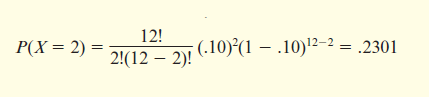 P(X = 2) = 12! / 2!(12 − 2)! (.10)²(1 − .10)¹²⁻² = .2301